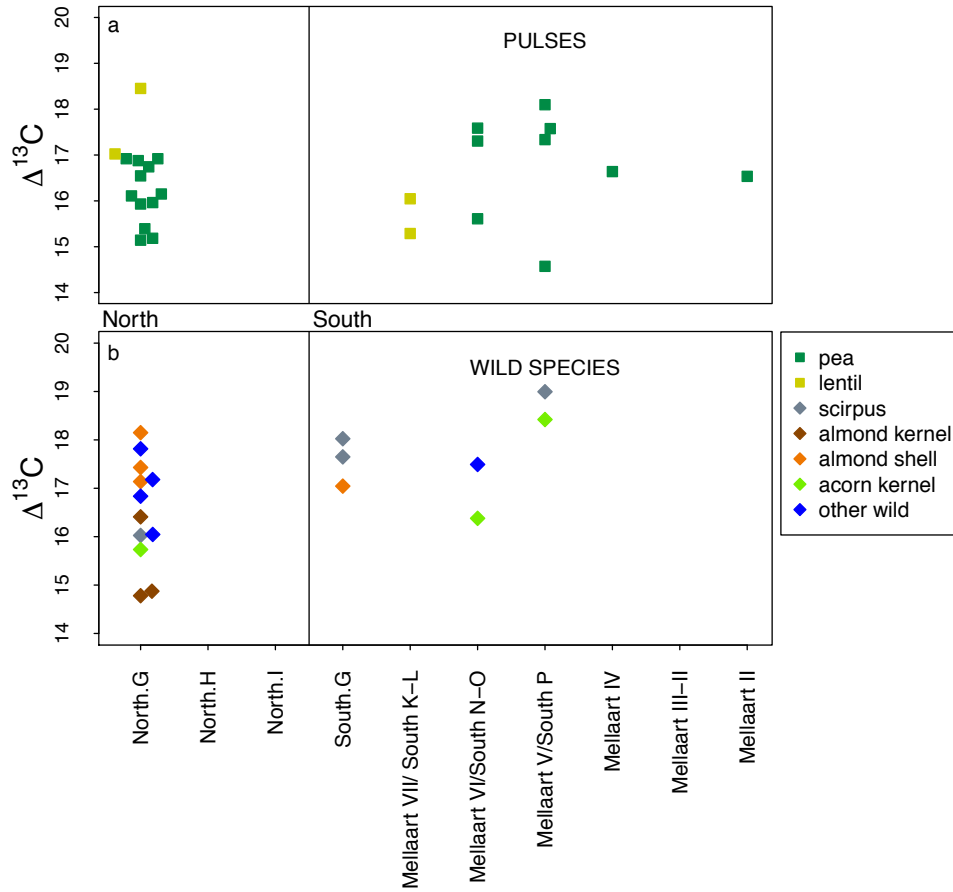 a
PULSES
Δ¹³C
20
19
18
17
16
15
14
North
South
b
WILD SPECIES
Δ¹³C
20
19
18
17
16
15
14
North.G
North.H
North.I
South.G
Mellaart VII/ South K–L
Mellaart VI/South N–O
Mellaart V/South P
Mellaart IV
Mellaart III–II
Mellaart II
pea
lentil
scirpus
almond kernel
almond shell
acorn kernel
other wild